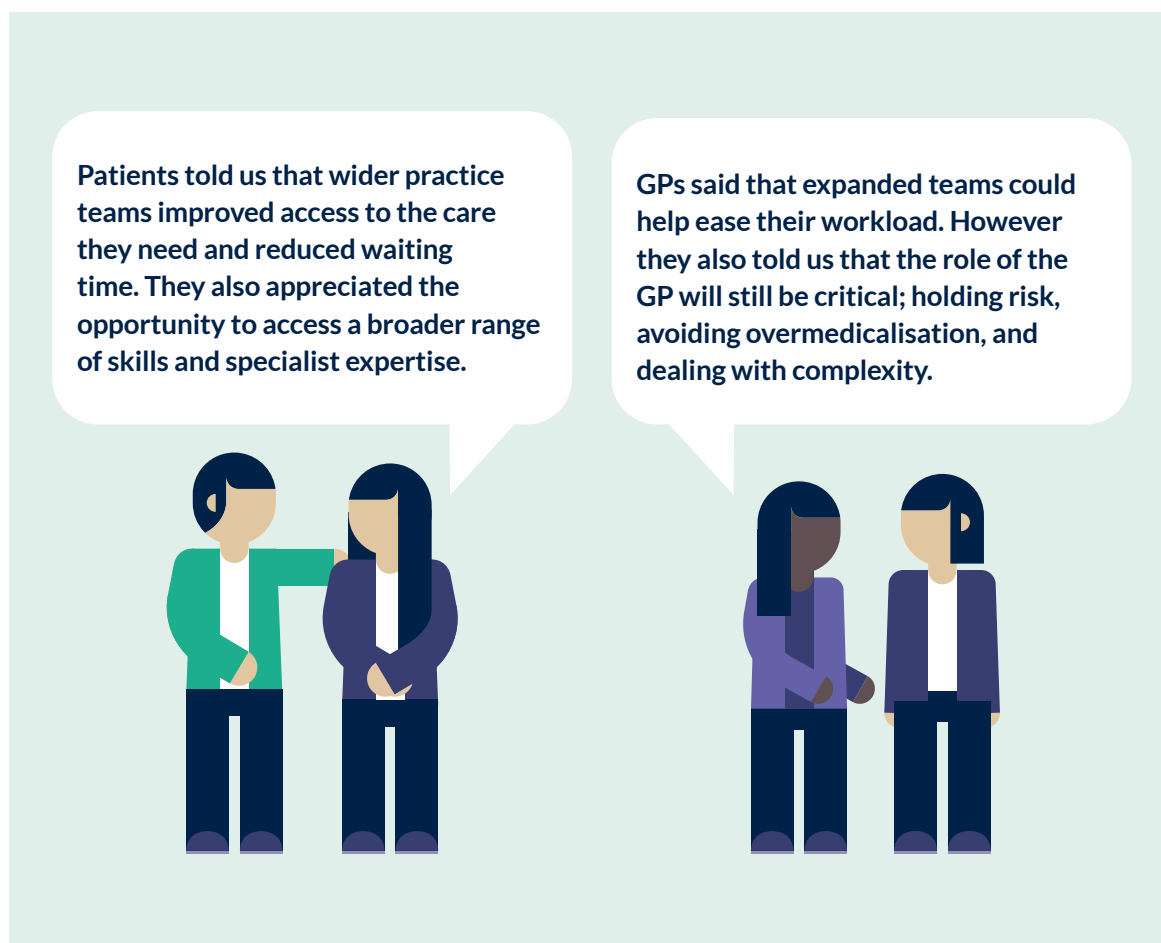 Patients told us that wider practice
teams improved access to the care
they need and reduced waiting
time. They also appreciated the
opportunity to access a broader range
of skills and specialist expertise.
GPs said that expanded teams could
help ease their workload. However
they also told us that the role of the
GP will still be critical; holding risk,
avoiding overmedicalisation, and
dealing with complexity.